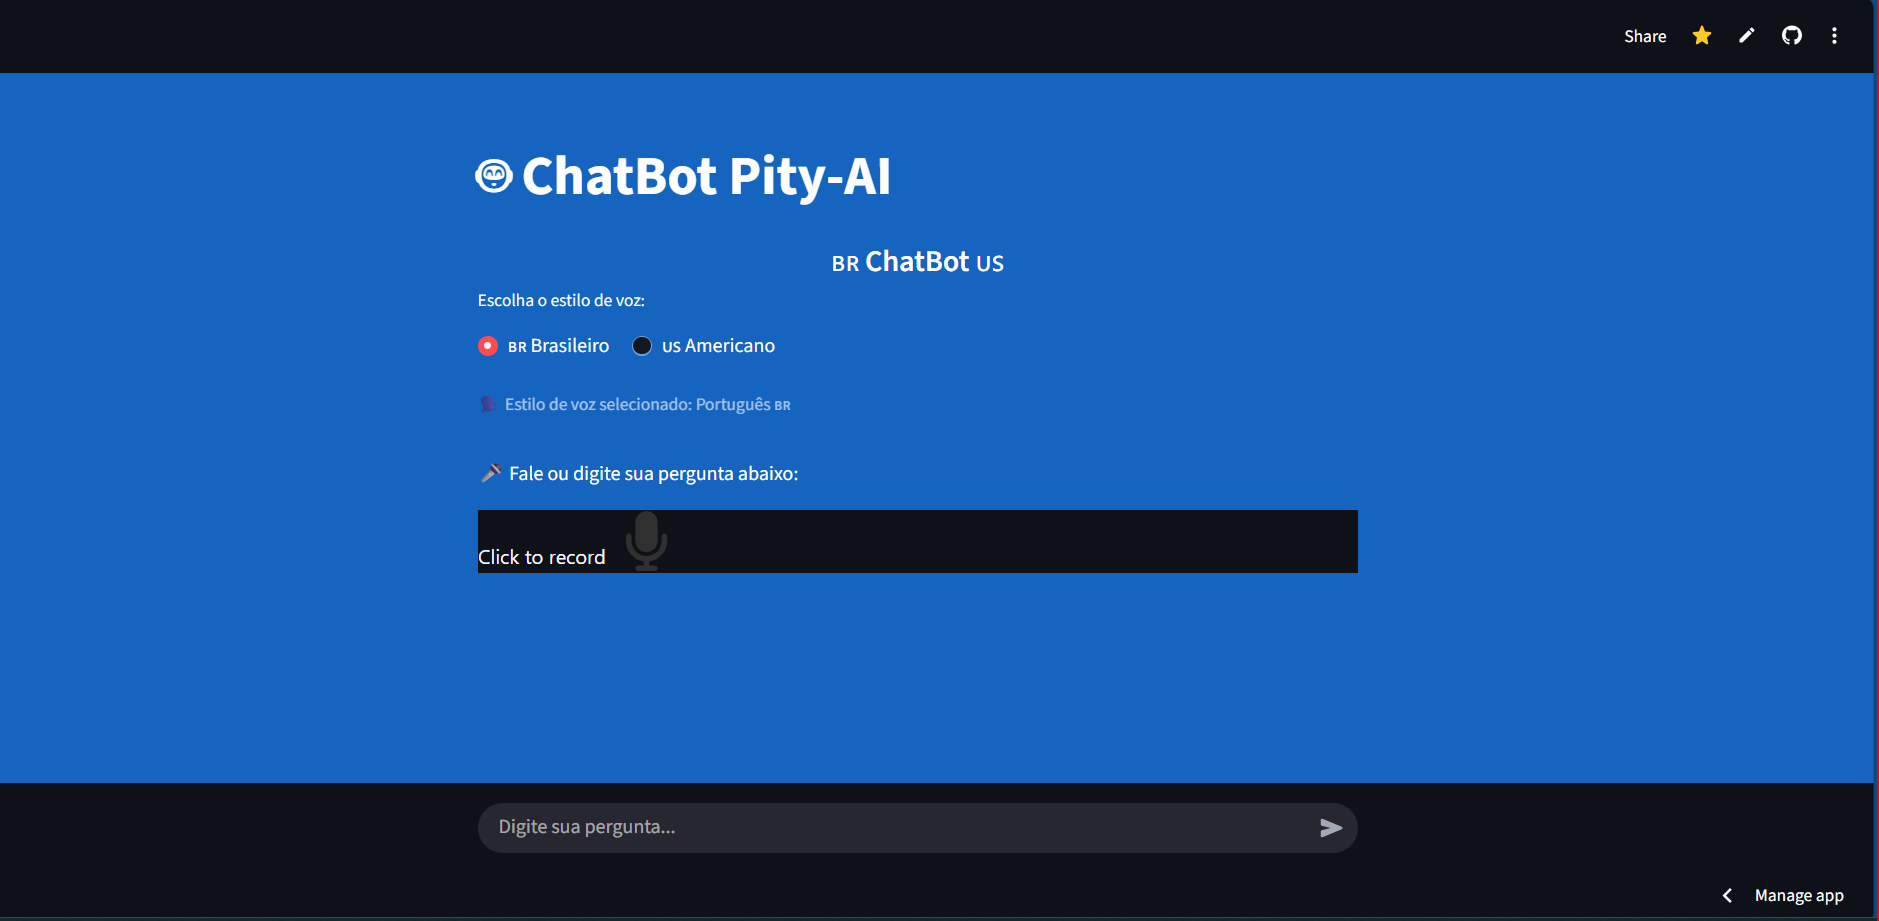 Share
ChatBot Pity-AI
BR ChatBot US
Escolha o estilo de voz:
BR Brasileiro US Americano
Estilo de voz selecionado: Português BR
Fale ou digite sua pergunta abaixo:
Click to record
Digite sua pergunta...
Manage app